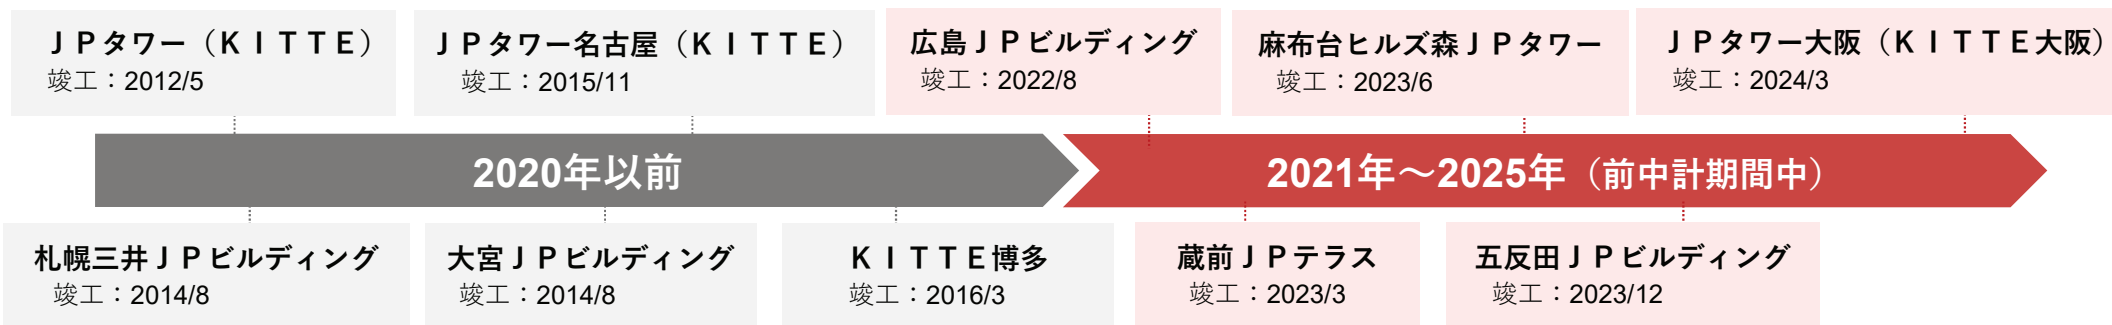 ＪＰタワー（ＫＩＴＴＥ）
竣工：2012/5
ＪＰタワー名古屋（ＫＩＴＴＥ）
竣工：2015/11
広島ＪＰビルディング
竣工：2022/8
麻布台ヒルズ森ＪＰタワー
竣工：2023/6
ＪＰタワー大阪（ＫＩＴＴＥ大阪）
竣工：2024/3
2020年以前
2021年～2025年（前中計期間中）
札幌三井ＪＰビルディング
竣工：2014/8
大宮ＪＰビルディング
竣工：2014/8
ＫＩＴＴＥ博多
竣工：2016/3
蔵前ＪＰテラス
竣工：2023/3
五反田ＪＰビルディング
竣工：2023/12